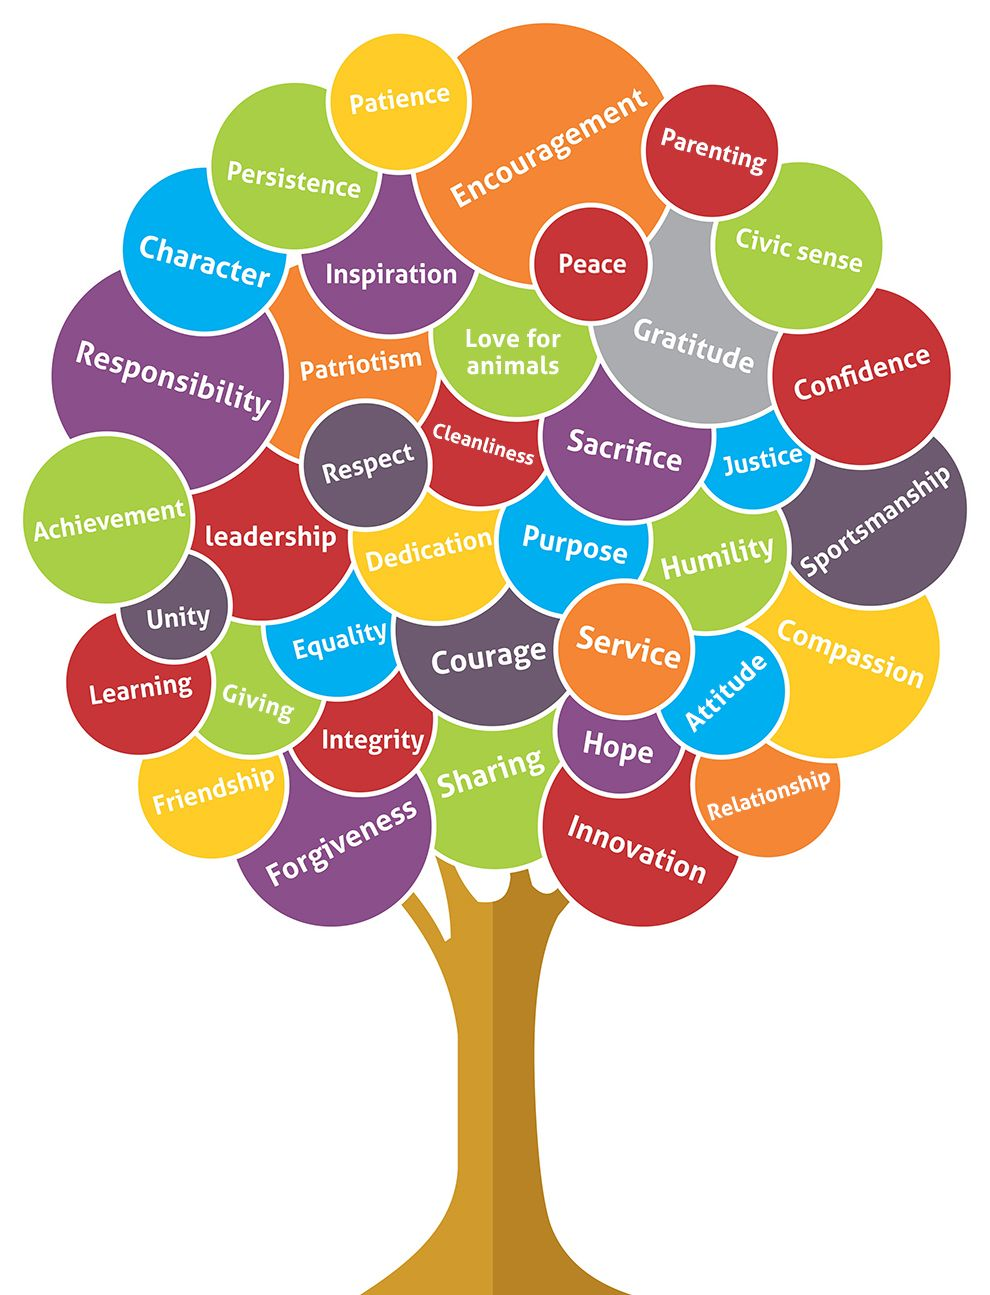 Patience
Encouragement
Parenting
Persistence
Civic sense
Character
Inspiration
Peace
Love for
animals
Gratitude
Responsibility
Patriotism
Confidence
Cleanliness
Sacrifice
Justice
Respect
Achievement
leadership
Dedication
Purpose
Humility
Sportsmanship
Unity
Equality
Courage
Service
Compassion
Learning
Giving
Attitude
Integrity
Hope
Friendship
Sharing
Relationship
Forgiveness
Innovation